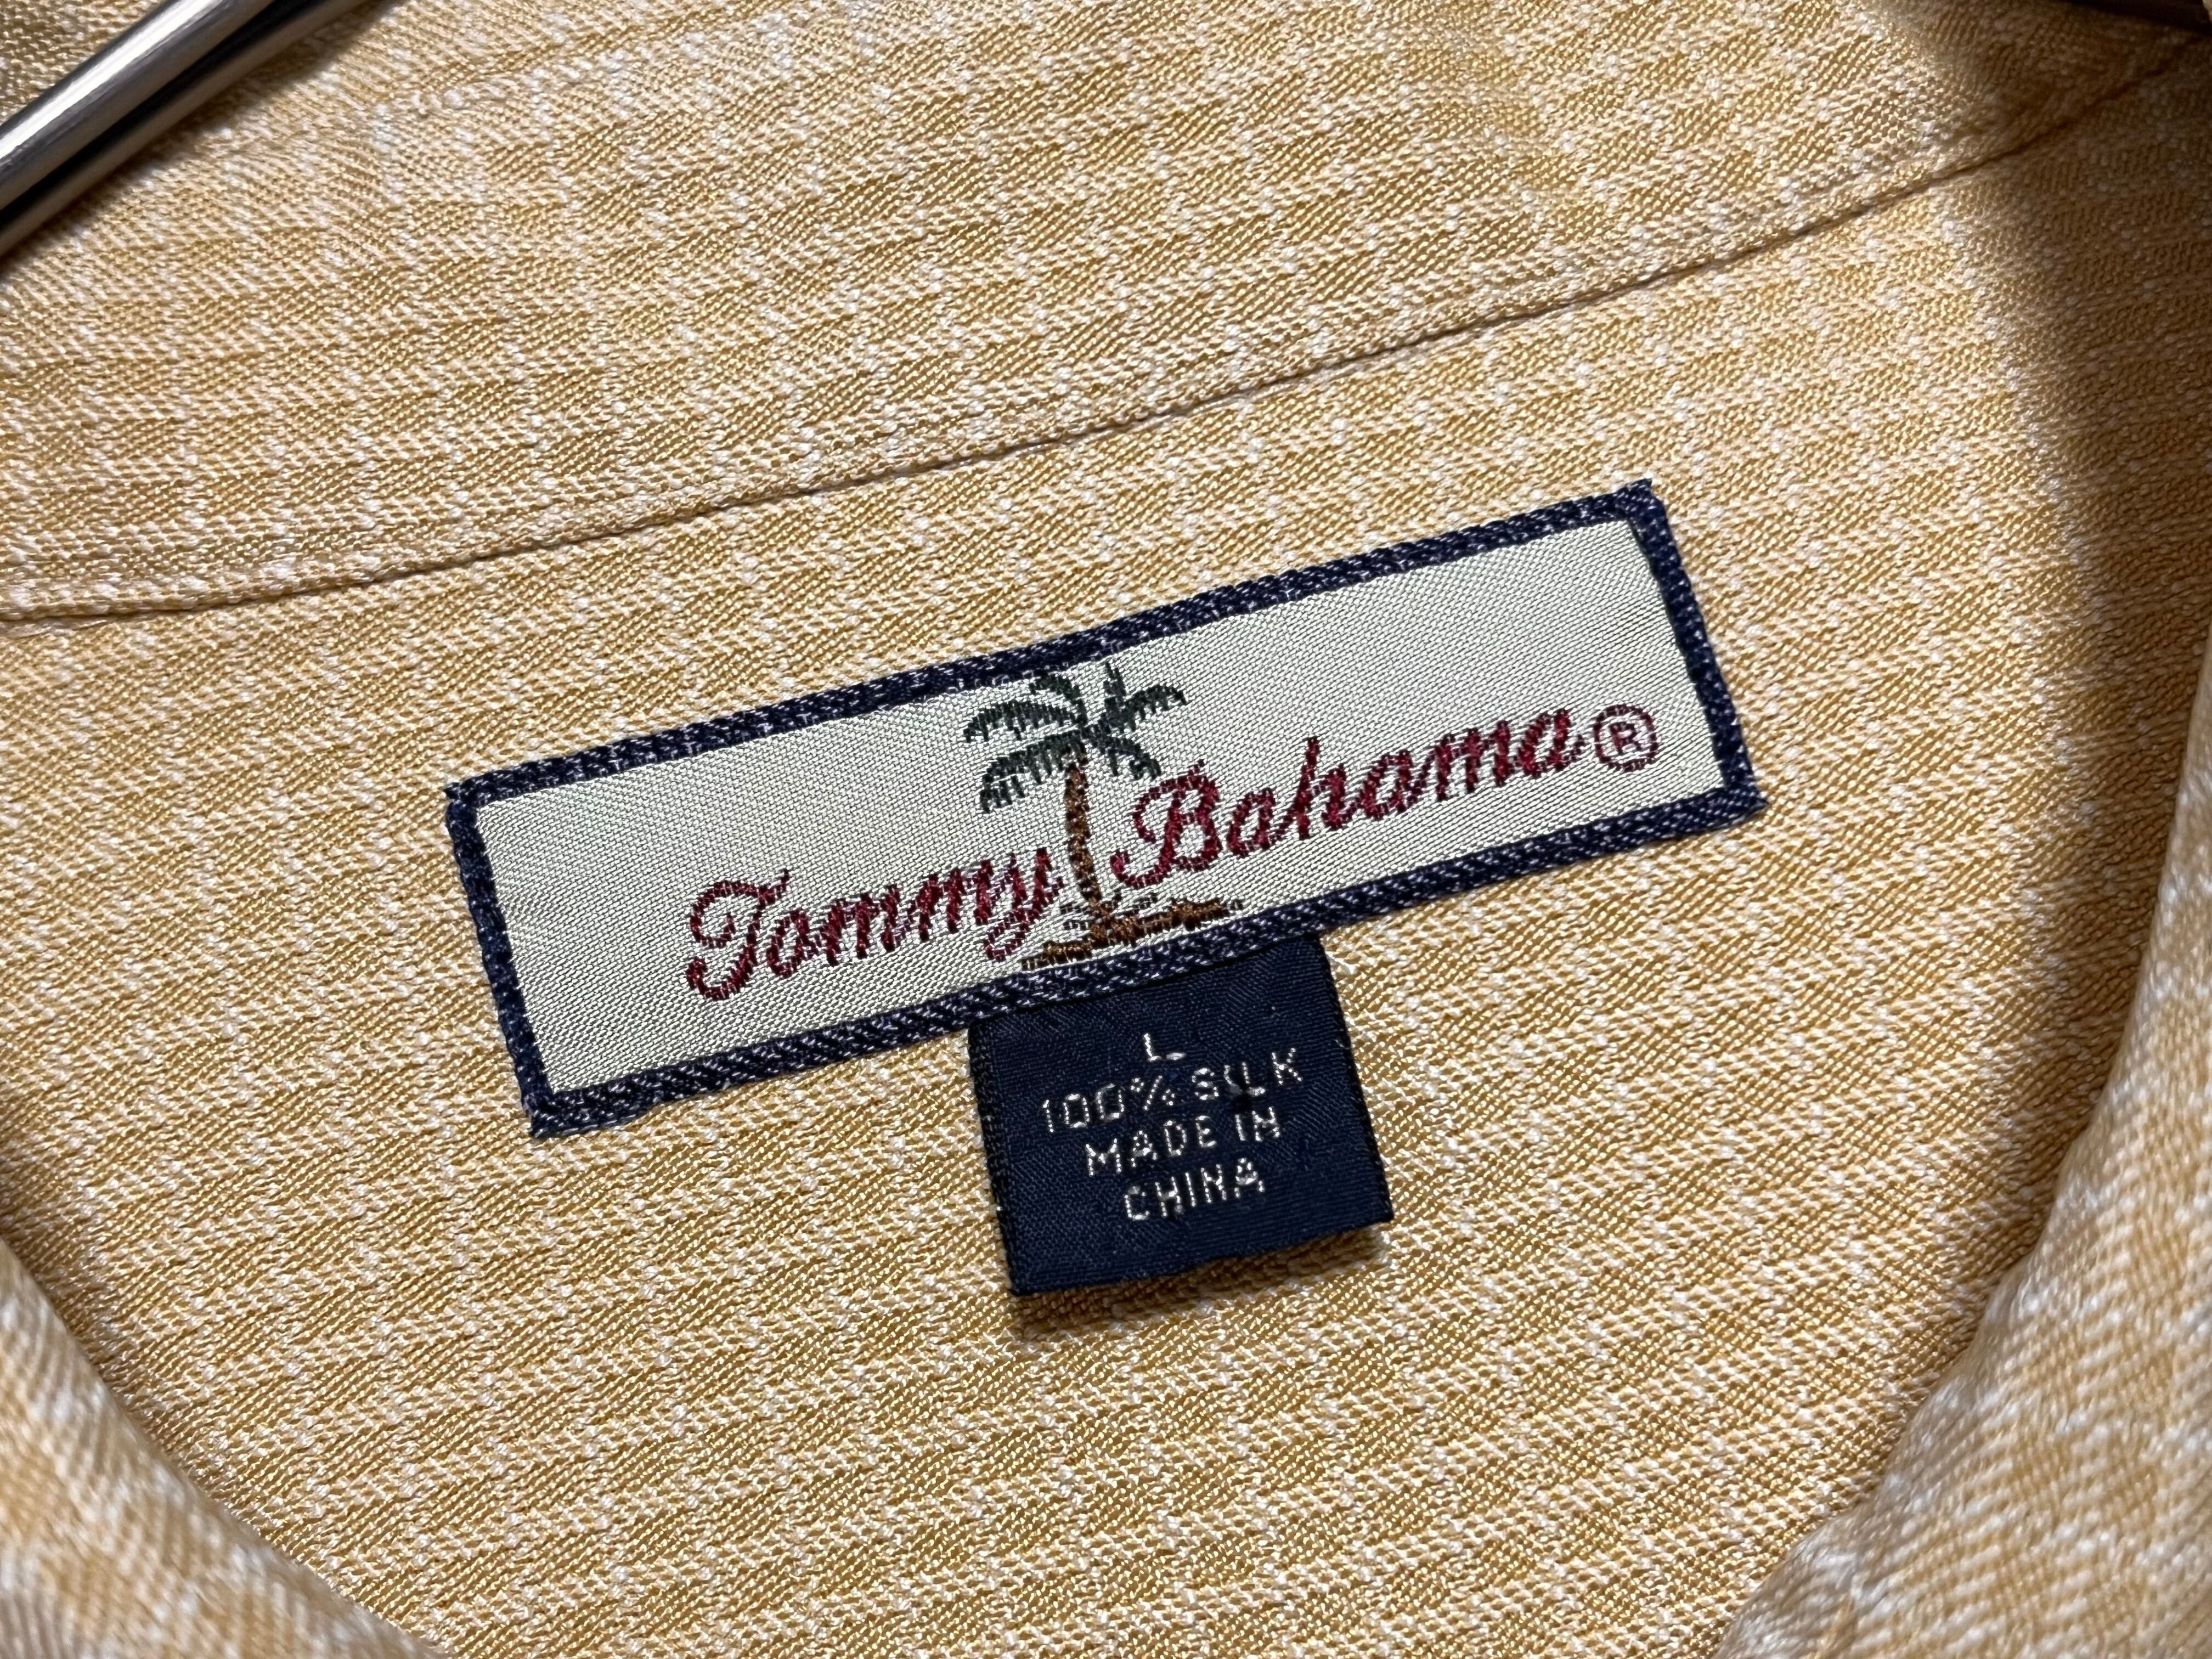 Tommy Bahama®
L
100% SILK
MADE IN
CHINA